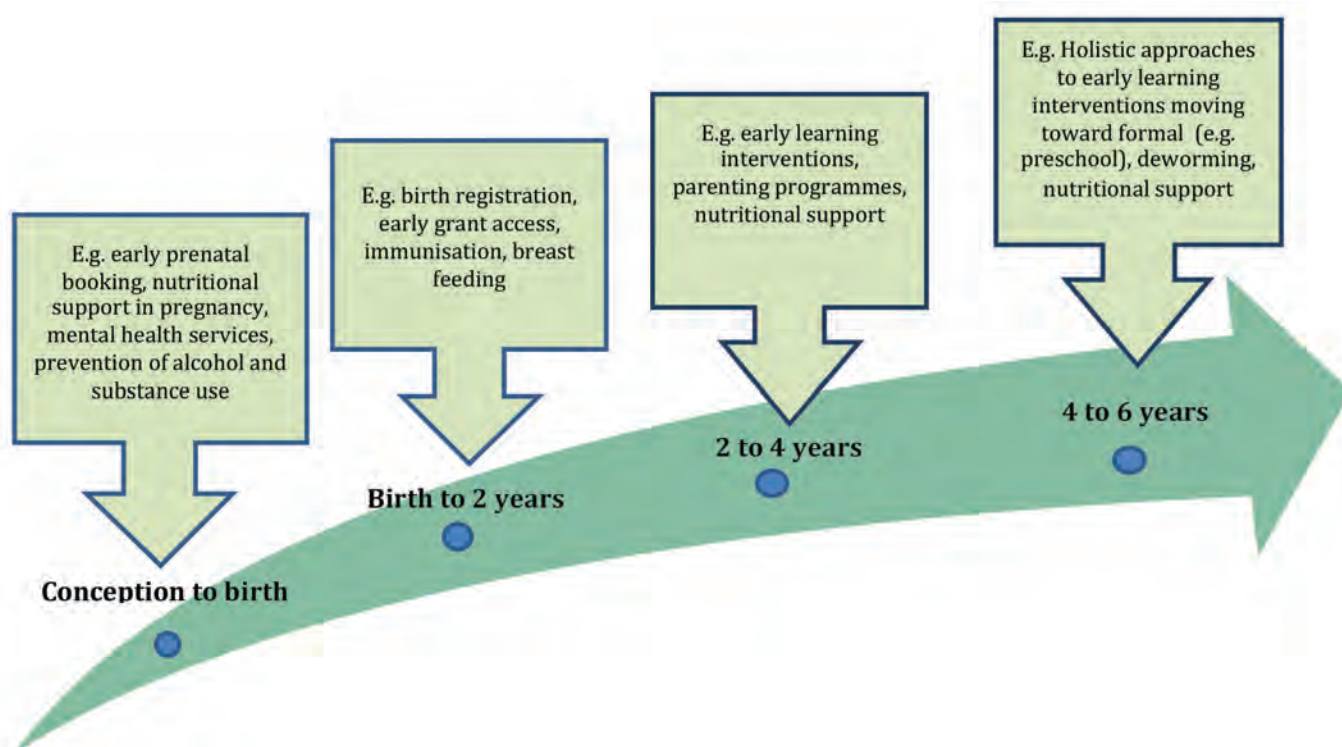 E.g. early prenatal
booking, nutritional
support in pregnancy,
mental health services,
prevention of alcohol and
substance use
Conception to birth
E.g. birth registration,
early grant access,
immunisation, breast
feeding
Birth to 2 years
E.g. early learning
interventions,
parenting programmes,
nutritional support
2 to 4 years
E.g. Holistic approaches
to early learning
interventions moving
toward formal (e.g.
preschool), deworming,
nutritional support
4 to 6 years